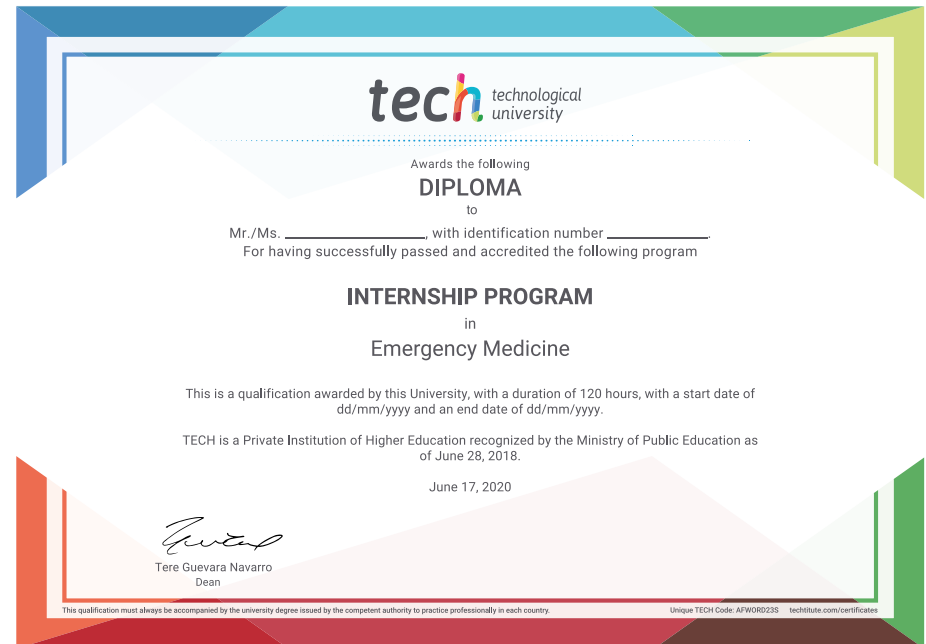 tech technological
university
Awards the following
DIPLOMA
to
Mr./Ms. ____________________, with identification number ______________.
For having successfully passed and accredited the following program
INTERNSHIP PROGRAM
in
Emergency Medicine
This is a qualification awarded by this University, with a duration of 120 hours, with a start date of
dd/mm/yyyy and an end date of dd/mm/yyyy.
TECH is a Private Institution of Higher Education recognized by the Ministry of Public Education as
of June 28, 2018.
June 17, 2020
Tere Guevara Navarro
Dean
This qualification must always be accompanied by the university degree issued by the competent authority to practice professionally in each country.
Unique TECH Code: AFWORD23S techtitute.com/certificates